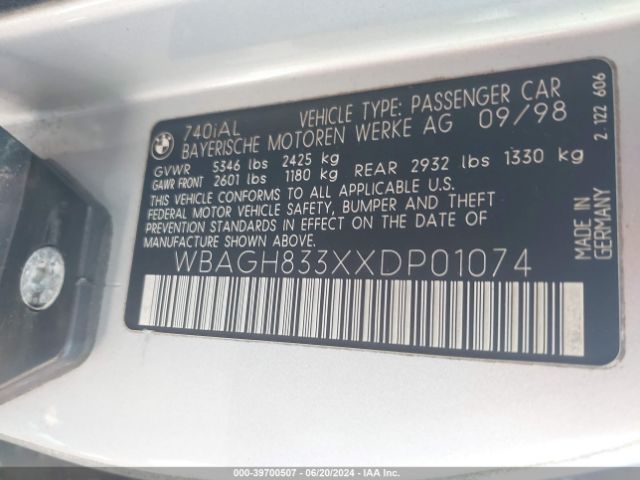 740iAL
VEHICLE TYPE: PASSENGER CAR
BAYERISCHE MOTOREN WERKE AG 09/98
GVWR 5346 lbs 2425 kg
GAWR FRONT 2601 lbs 1180 kg REAR 2932 lbs 1330 kg
THIS VEHICLE CONFORMS TO ALL APPLICABLE U.S.
FEDERAL MOTOR VEHICLE SAFETY, BUMPER AND THEFT
PREVENTION STANDARDS IN EFFECT ON THE DATE OF
MANUFACTURE SHOWN ABOVE.
WBAGH833XXDP01074
MADE IN GERMANY
2 122 606
000-39700507 - 06/20/2024 - IAA Inc.